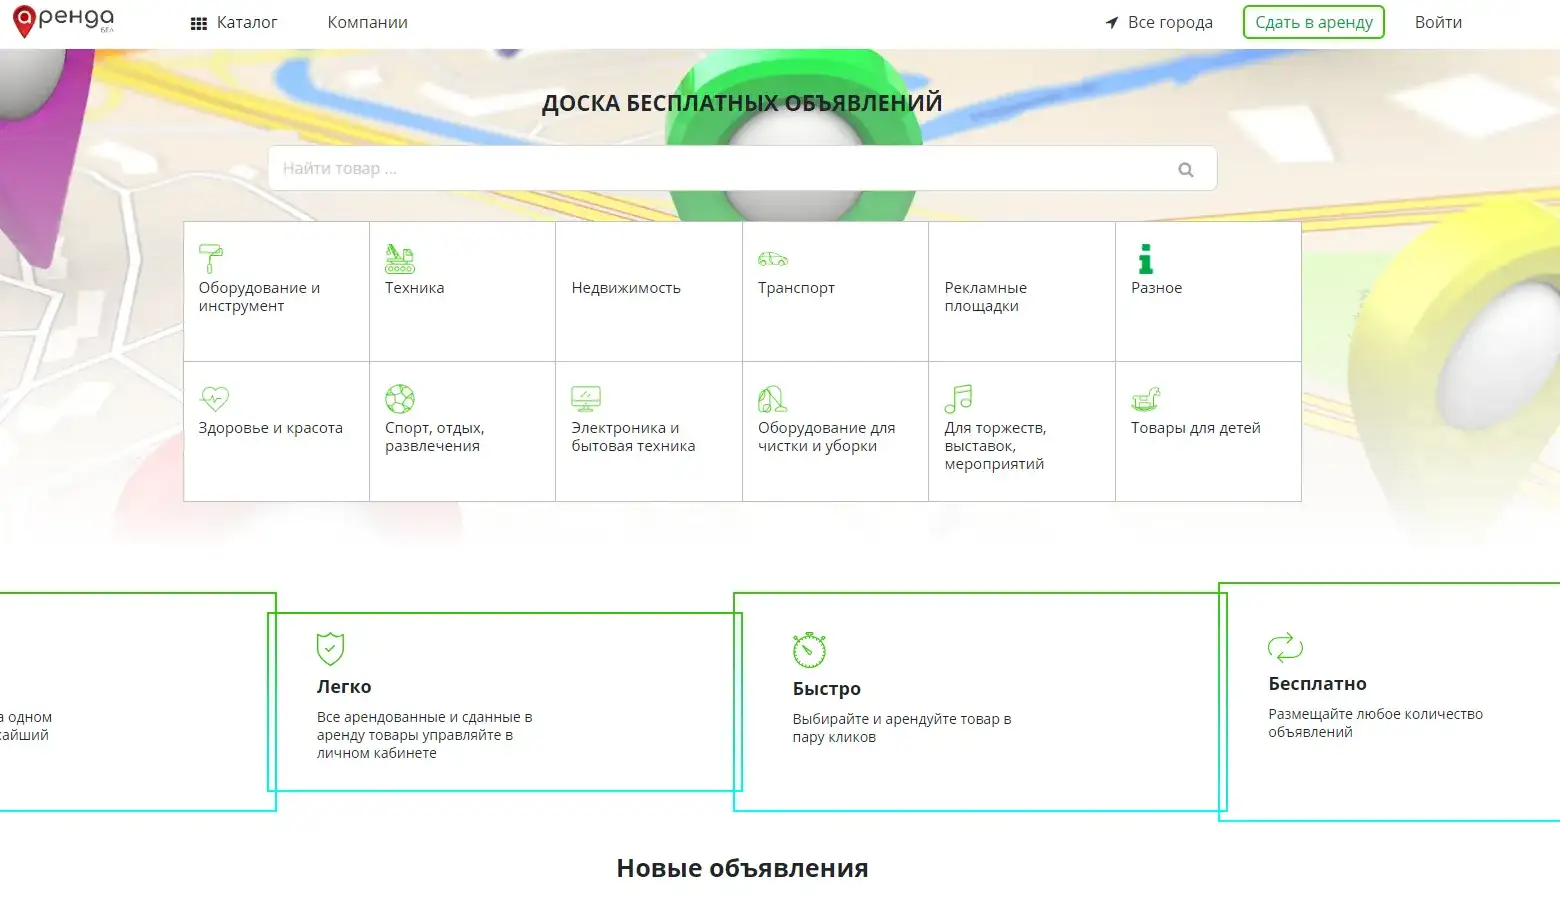 аренда
БЕЛ
Каталог
Компании
Все города
Сдать в аренду
Войти
ДОСКА БЕСПЛАТНЫХ ОБЪЯВЛЕНИЙ
Найти товар ...
Оборудование и
инструмент
Техника
Недвижимость
Транспорт
Рекламные
площадки
Разное
Здоровье и красота
Спорт, отдых,
развлечения
Электроника и
бытовая техника
Оборудование для
чистки и уборки
Для торжеств,
выставок,
мероприятий
Товары для детей
одном
Легко
Все арендованные и сданные в
аренду товары управляйте в
личном кабинете
Быстро
Выбирайте и арендуйте товар в
пару кликов
Бесплатно
Размещайте любое количество
объявлений
Новые объявления